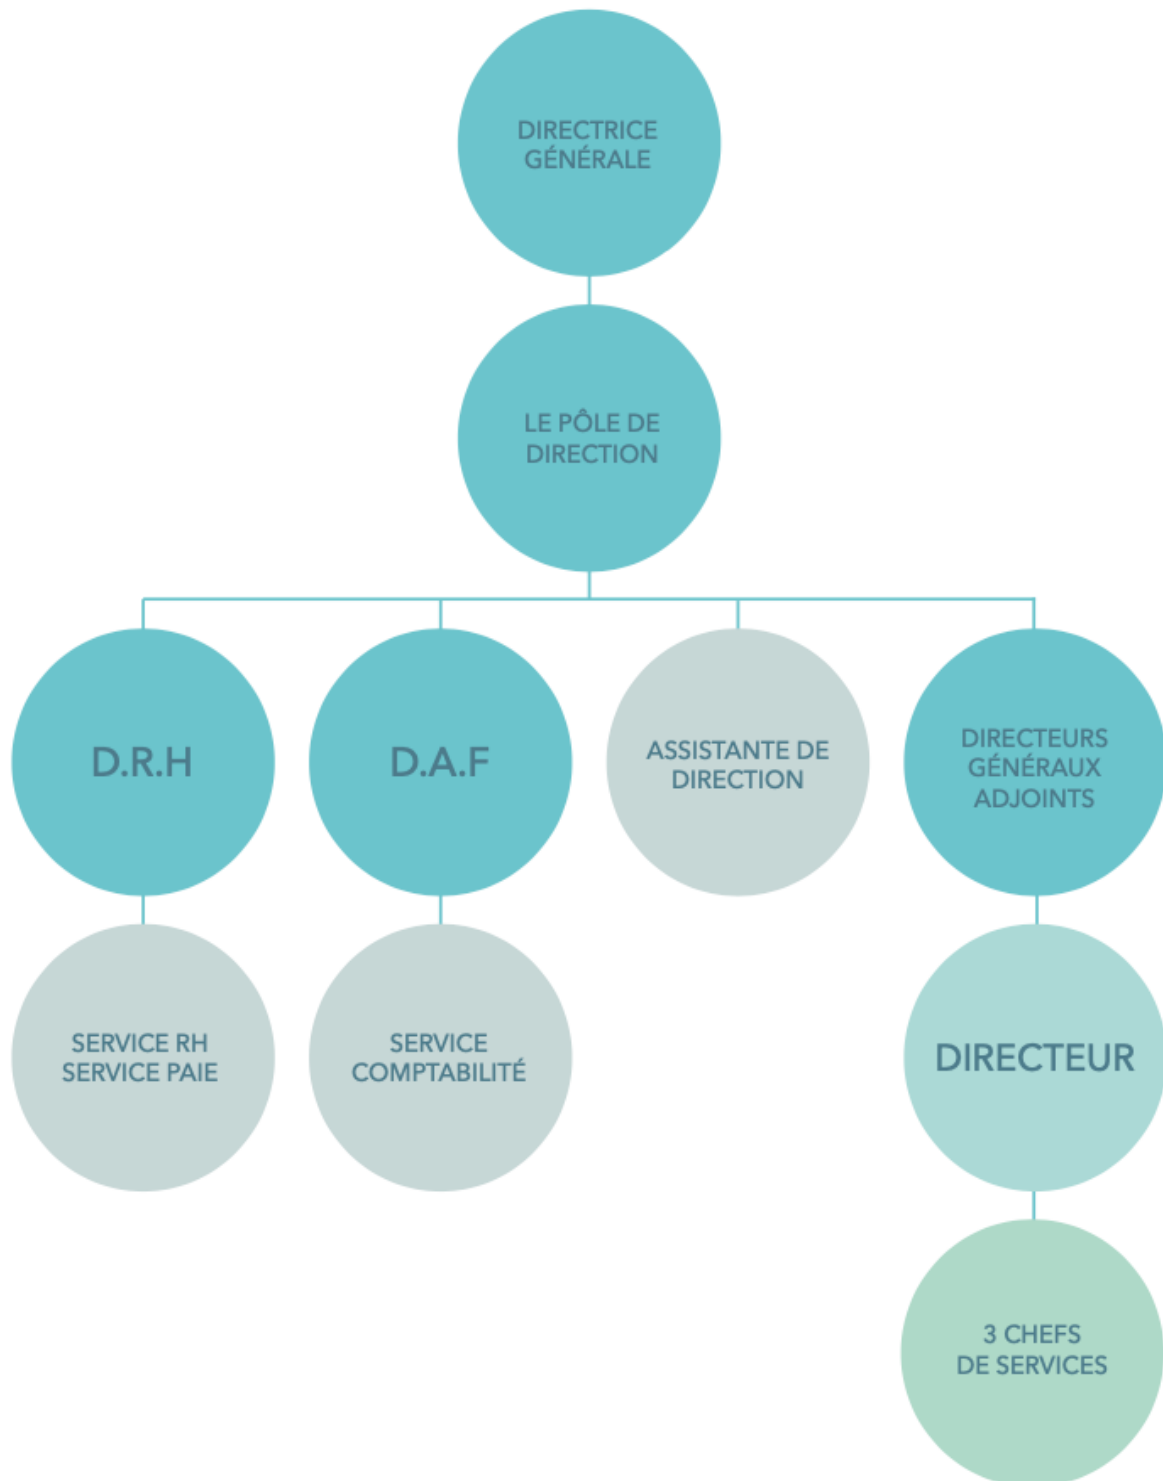 DIRECTRICE
GÉNÉRALE
LE PÔLE DE
DIRECTION
D.R.H
D.A.F
ASSISTANTE DE
DIRECTION
DIRECTEURS
GÉNÉRAUX
ADJOINTS
SERVICE RH
SERVICE PAIE
SERVICE
COMPTABILITÉ
DIRECTEUR
3 CHEFS
DE SERVICES